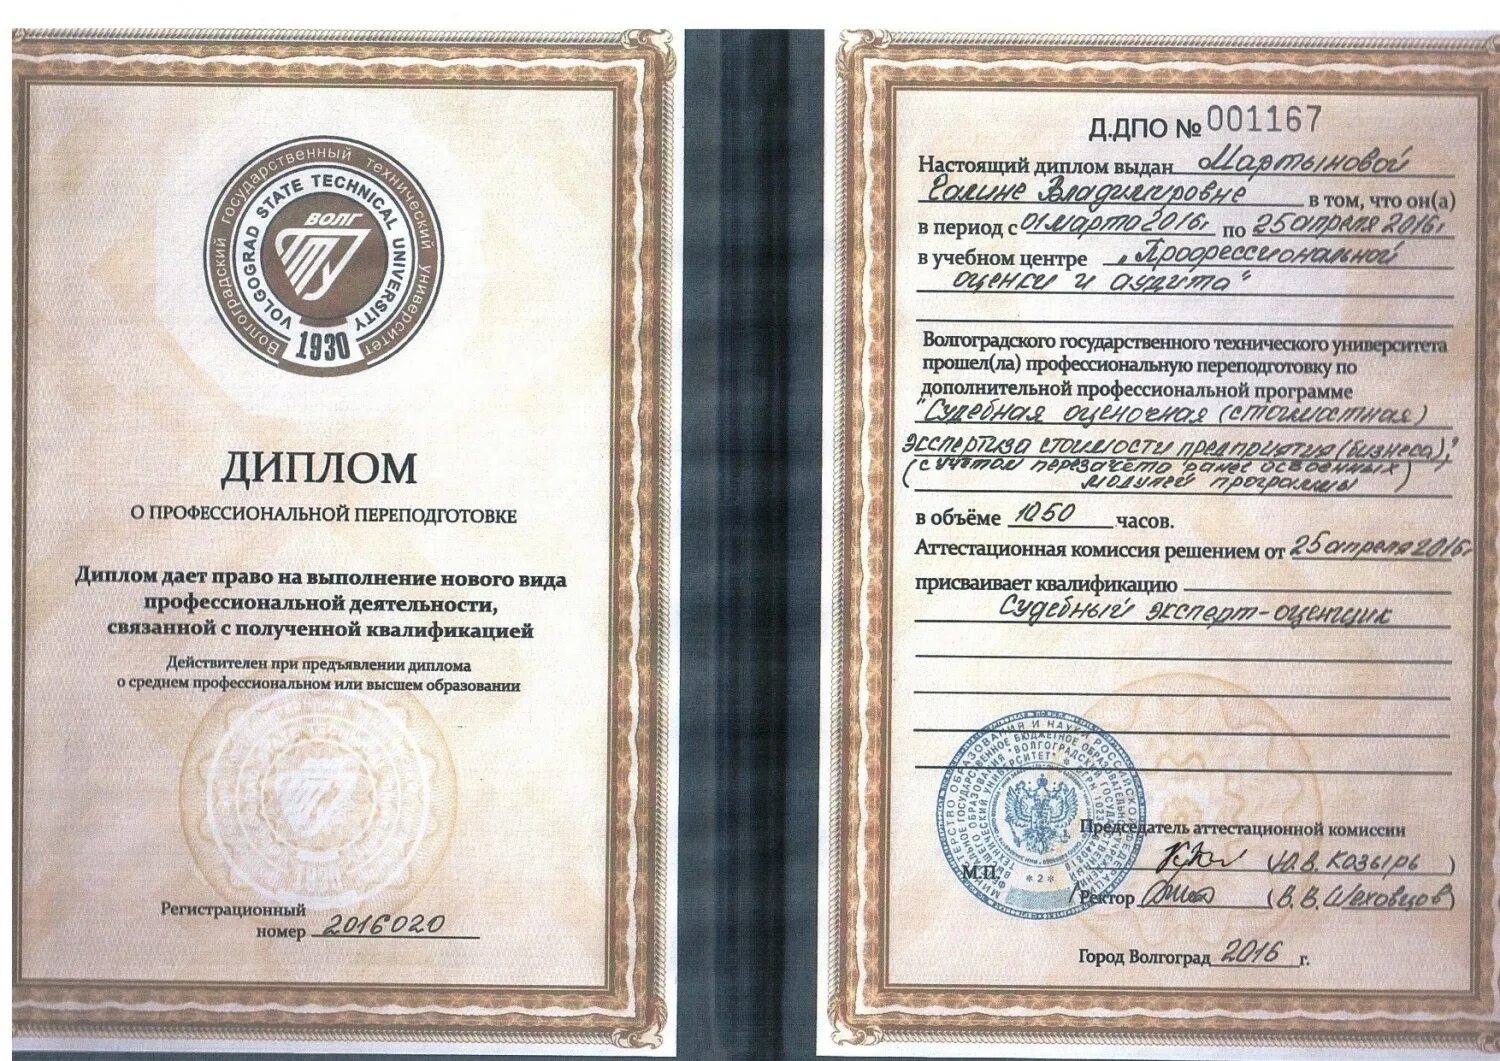 Волгоградский государственный технический университет
VOLGOGRAD STATE TECHNICAL UNIVERSITY
ВОЛГ
ГТУ
1930
ДИПЛОМ
О ПРОФЕССИОНАЛЬНОЙ ПЕРЕПОДГОТОВКЕ
Диплом дает право на выполнение нового вида
профессиональной деятельности,
связанной с полученной квалификацией
Действителен при предъявлении диплома
о среднем профессиональном или высшем образовании
Регистрационный
номер 2016020
Д.ДПО № 001167
Настоящий диплом выдан Мартыновой
Галине Владимировне в том, что он(а)
в период с 01 марта 2016г по 25 апреля 2016г
в учебном центре „Профессиональной
оценки и аудита"
Волгоградского государственного технического университета
прошел(ла) профессиональную переподготовку по
дополнительной профессиональной программе
"Судебная оценочная (стоимостная)
экспертиза стоимости предприятия (бизнеса)"
(с учётом перезачёта ранее освоенных
модулей программы)
в объёме 1050 часов.
Аттестационная комиссия решением от 25 апреля 2016г
присваивает квалификацию
Судебный эксперт-оценщик
Председатель аттестационной комиссии
М.П.
(Ю.В. Козырь)
Ректор (В.В. Шеховцов)
Город Волгоград 2016 г.